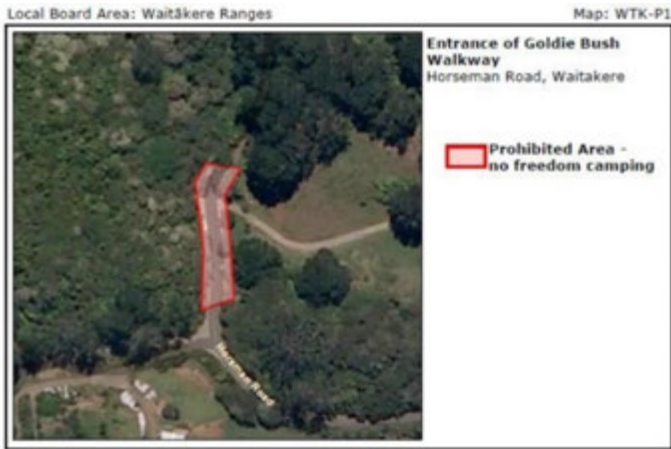 Local Board Area: Waitākere Ranges
Map: WTK-P1
Entrance of Goldie Bush
Walkway
Horseman Road, Waitakere
Prohibited Area -
no freedom camping
Horseman Road